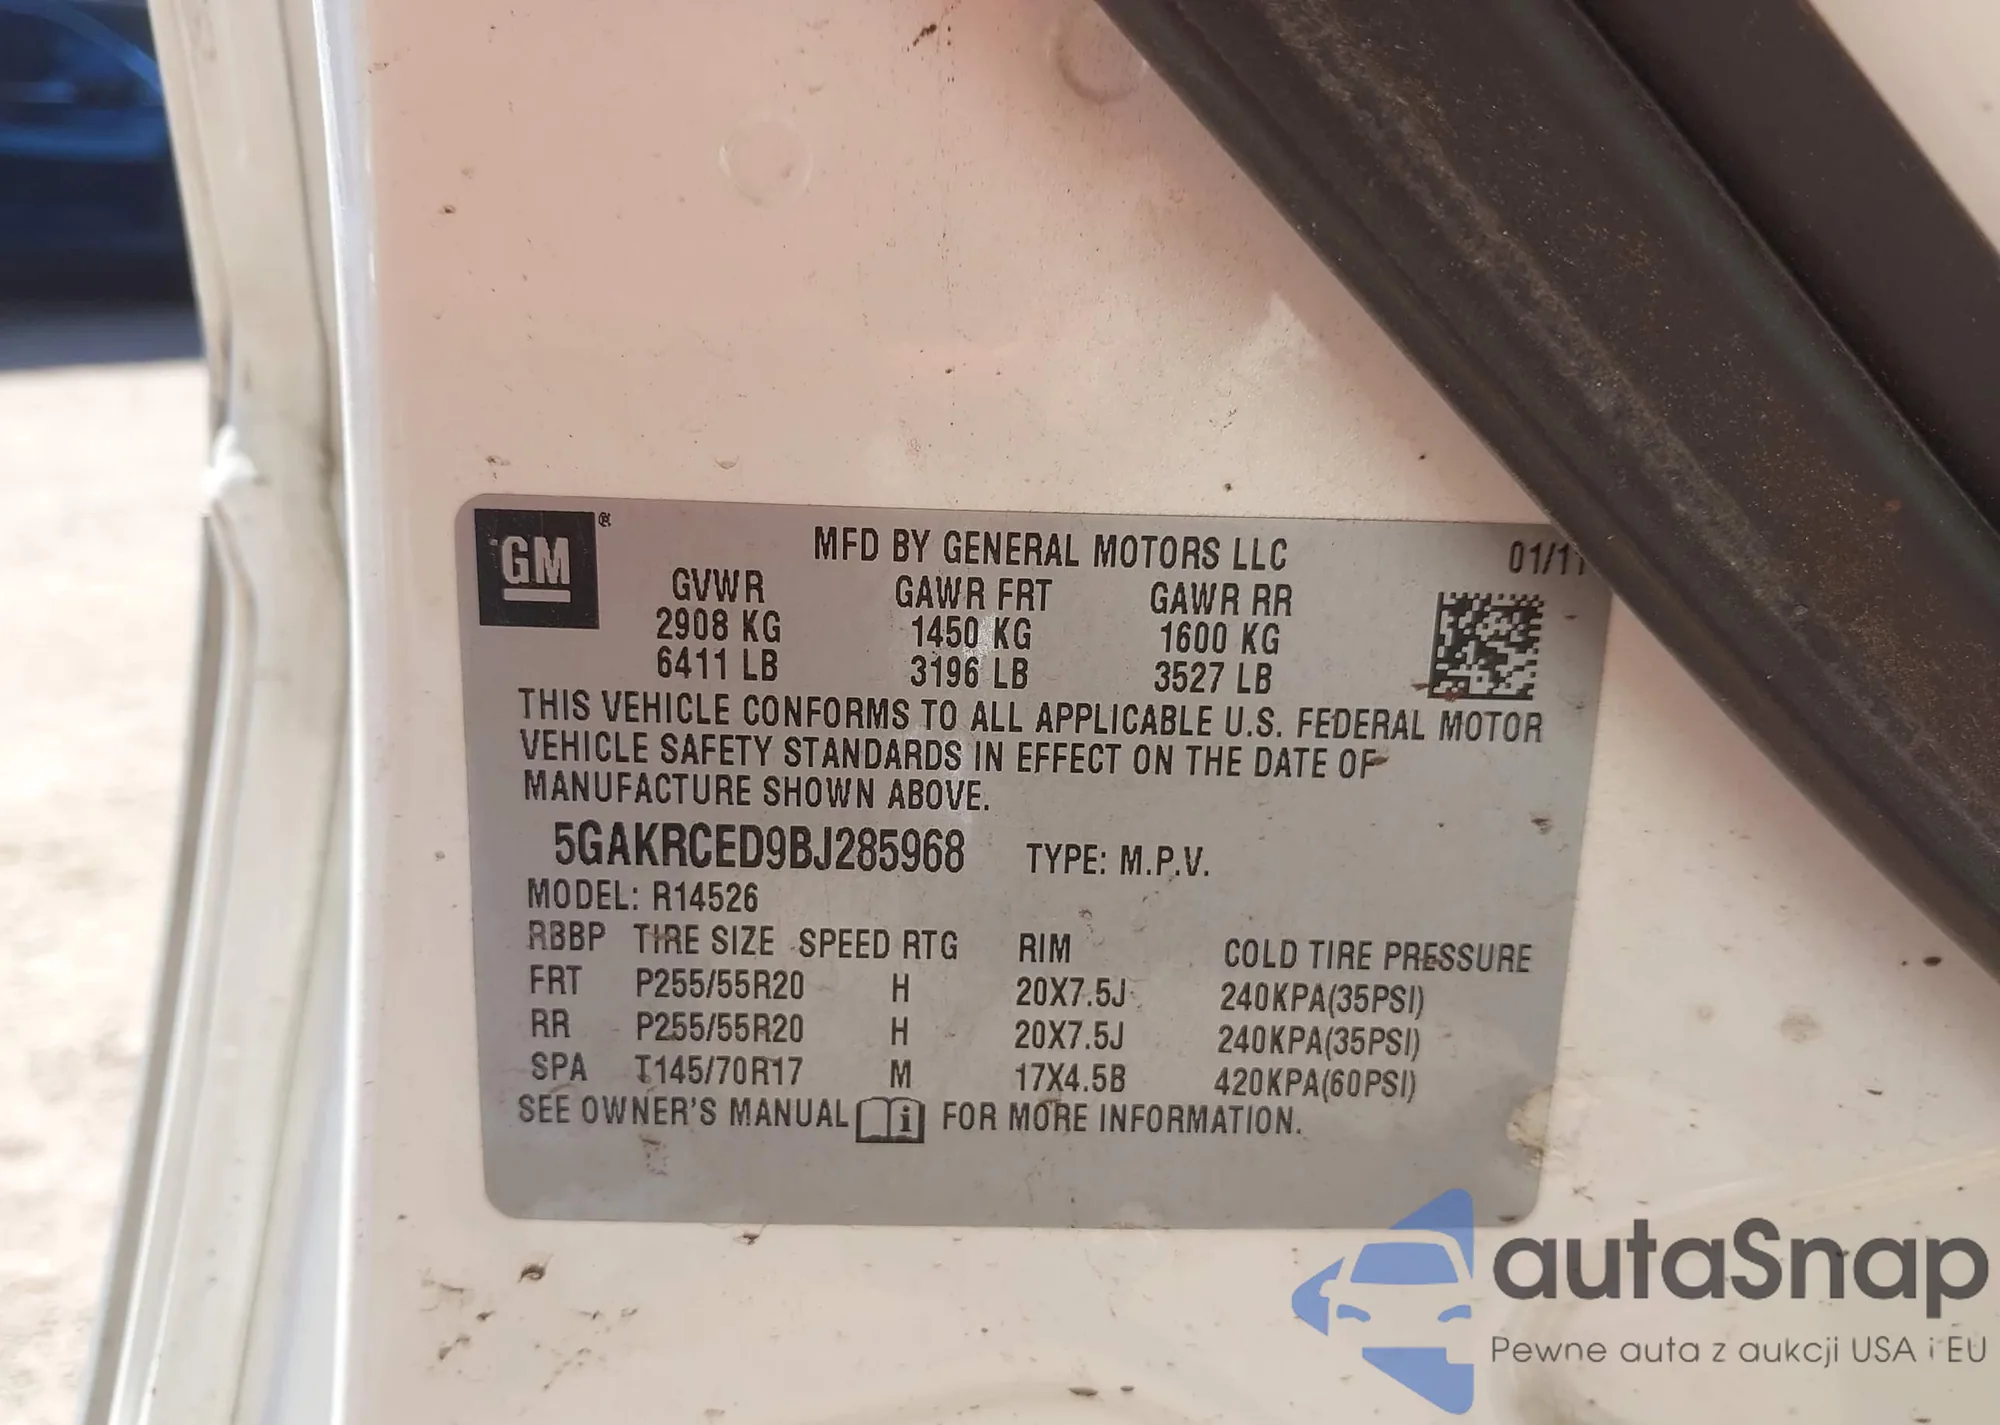 GM ®
MFD BY GENERAL MOTORS LLC 01/11
GVWR GAWR FRT GAWR RR
2908 KG 1450 KG 1600 KG
6411 LB 3196 LB 3527 LB
THIS VEHICLE CONFORMS TO ALL APPLICABLE U.S. FEDERAL MOTOR
VEHICLE SAFETY STANDARDS IN EFFECT ON THE DATE OF
MANUFACTURE SHOWN ABOVE.
5GAKRCED9BJ285968 TYPE: M.P.V.
MODEL: R14526
RBBP TIRE SIZE SPEED RTG RIM COLD TIRE PRESSURE
FRT P255/55R20 H 20X7.5J 240KPA(35PSI)
RR P255/55R20 H 20X7.5J 240KPA(35PSI)
SPA T145/70R17 M 17X4.5B 420KPA(60PSI)
SEE OWNER'S MANUAL i FOR MORE INFORMATION.
autaSnap
Pewne auta z aukcji USA i EU